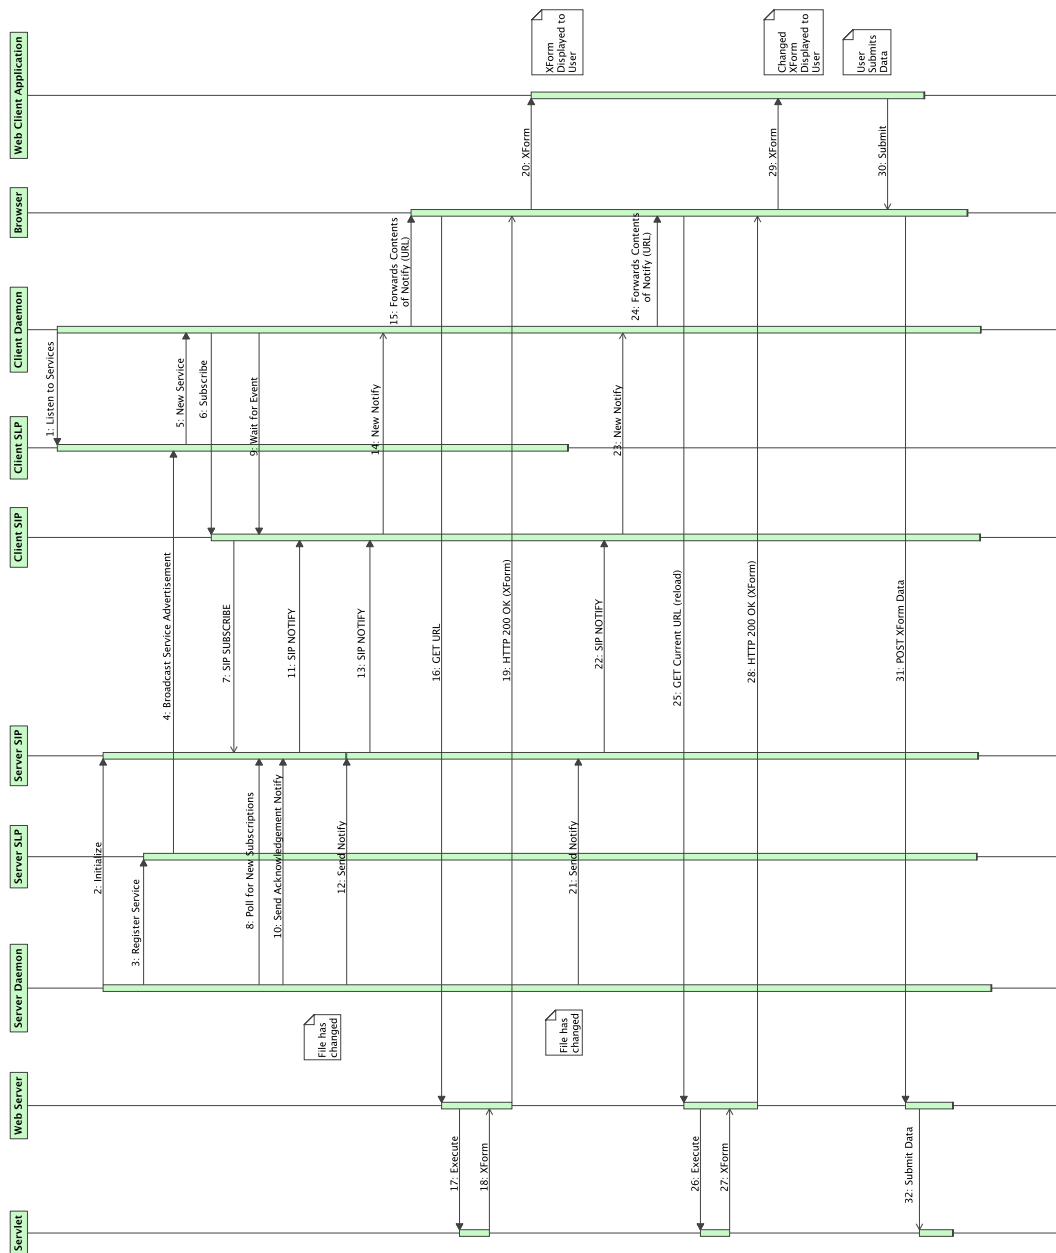 Servlet
Web Server
Server Daemon
Server SLP
Server SIP
Client SIP
Client SLP
Client Daemon
Browser
Web Client Application
1: Listen to Services
2: Initialize
3: Register Service
4: Broadcast Service Advertisement
5: New Service
6: Subscribe
7: SIP SUBSCRIBE
8: Poll for New Subscriptions
9: Wait for Event
10: Send Acknowledgement Notify
11: SIP NOTIFY
File has
changed
12: Send Notify
13: SIP NOTIFY
14: New Notify
15: Forwards Contents
of Notify (URL)
16: GET URL
17: Execute
18: XForm
19: HTTP 200 OK (XForm)
20: XForm
XForm
Displayed to
User
File has
changed
21: Send Notify
22: SIP NOTIFY
23: New Notify
24: Forwards Contents
of Notify (URL)
25: GET Current URL (reload)
26: Execute
27: XForm
28: HTTP 200 OK (XForm)
29: XForm
Changed
XForm
Displayed to
User
User
Submits
Data
30: Submit
31: POST XForm Data
32: Submit Data